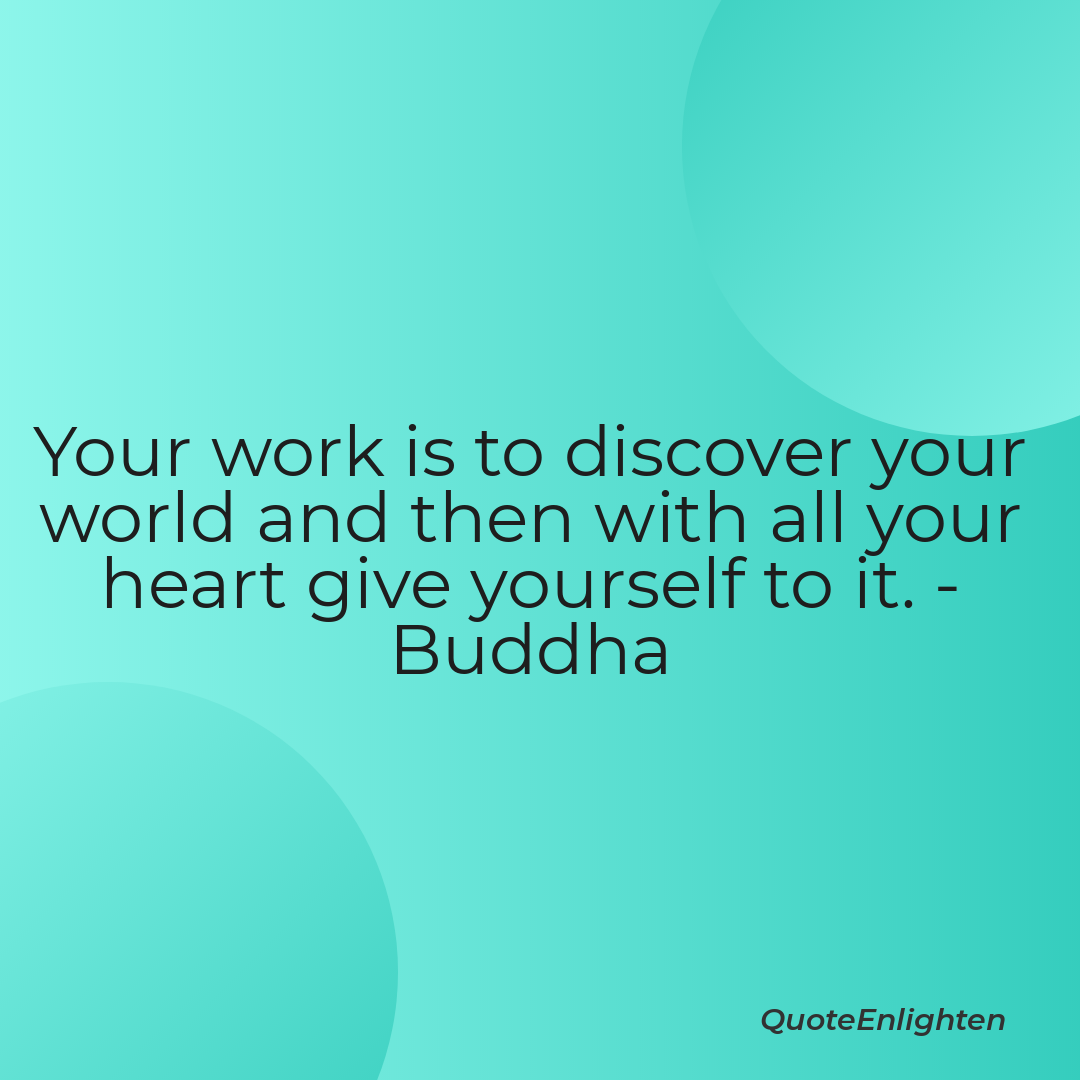 Your work is to discover your
world and then with all your
heart give yourself to it. -
Buddha
QuoteEnlighten